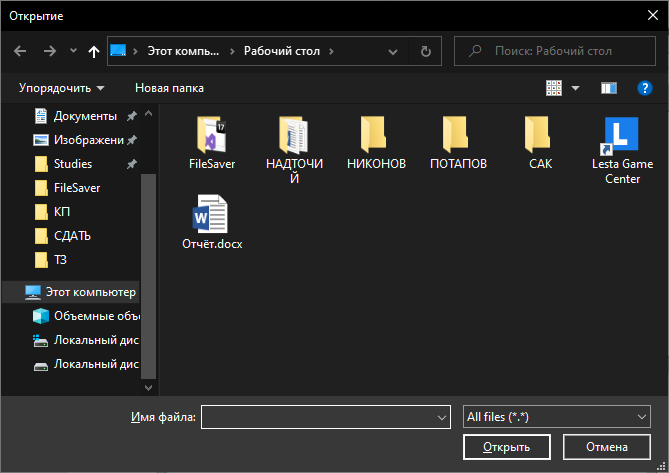 Открытие
Этот компь... Рабочий стол
Поиск: Рабочий стол
Упорядочить
Новая папка
?
Документы
Изображени
Studies
FileSaver
КП
СДАТЬ
ТЗ
Этот компьютер
Объемные объ
Локальный дис
Локальный дис
17
FileSaver
НАДТОЧИ
Й
НИКОНОВ
ПОТАПОВ
САК
L
Lesta Game
Center
W
Отчёт.docx
Имя файла:
All files (*.*)
Открыть
Отмена